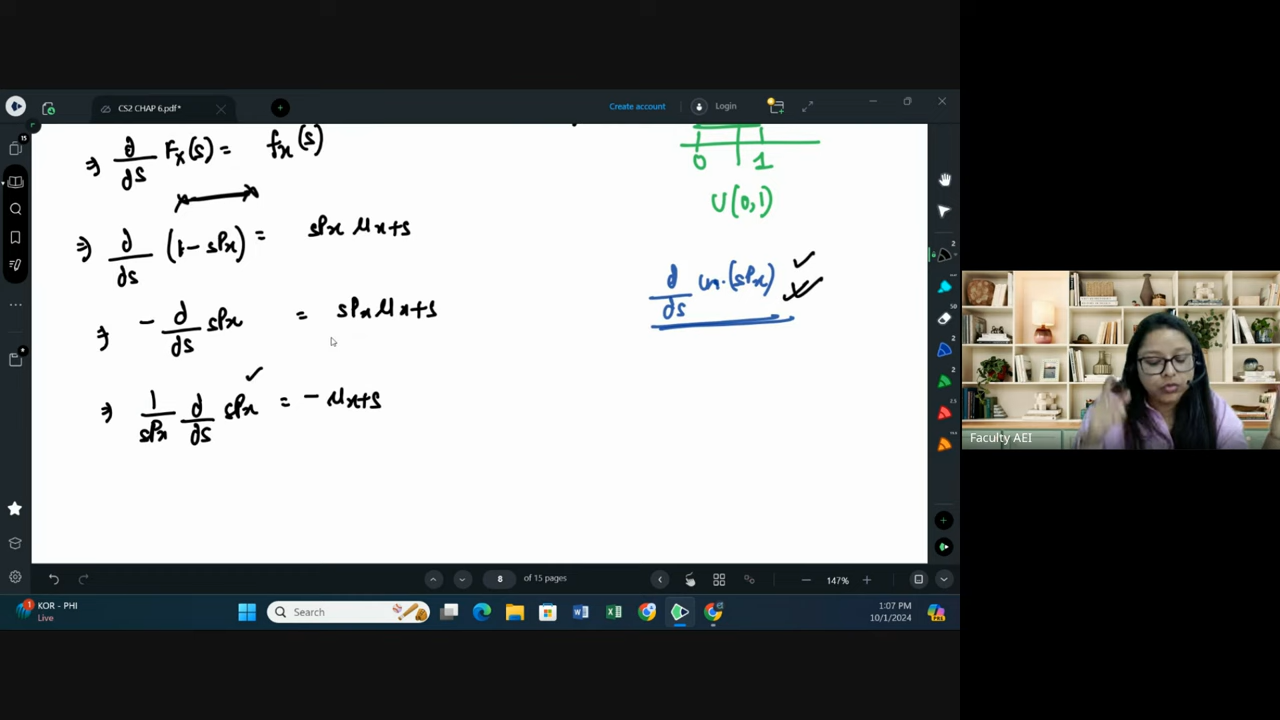 CS2 CHAP 6.pdf*
Create account
Login
15
⇒ d/ds Fx(s) = fx(s)
⇒ d/ds (1 - sPx) = sPx μx+s
⇒ - d/ds sPx = sPx μx+s
⇒ 1/sPx d/ds sPx = - μx+s
0 1
U(0,1)
d/ds ln.(sPx) ✓
Faculty AEI
8 of 15 pages
147%
KOR - PHI
Live
Search
1:07 PM
10/1/2024